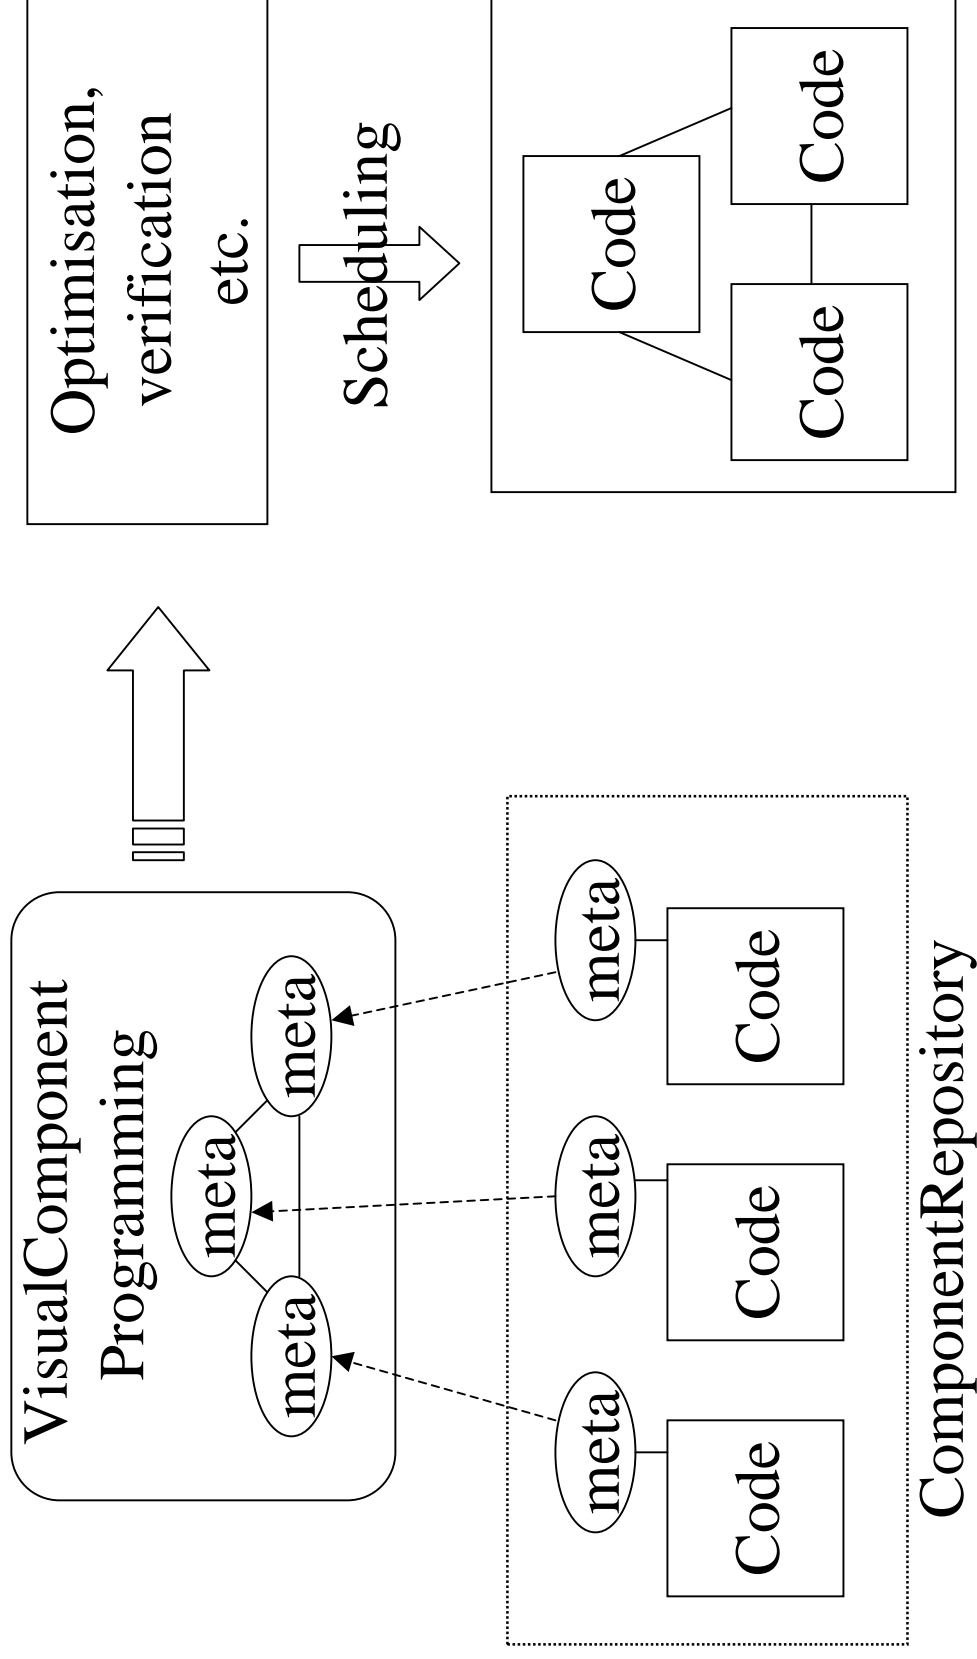 VisualComponent
Programming
meta
meta
meta
meta
meta
meta
Code
Code
Code
ComponentRepository
Optimisation,
verification
etc.
Scheduling
Code
Code
Code